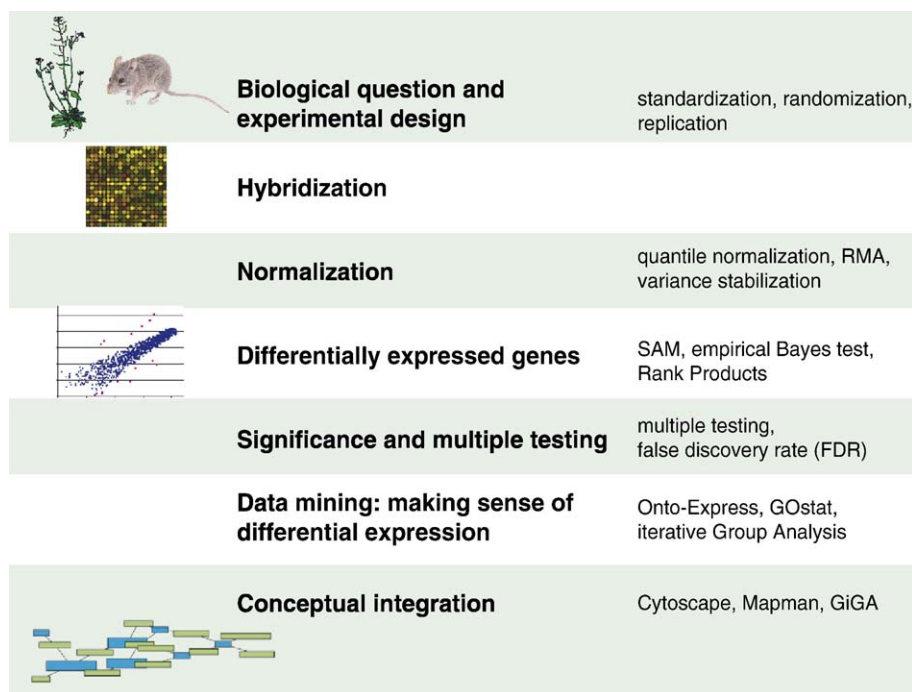 Biological question and
experimental design
standardization, randomization,
replication
Hybridization
Normalization
quantile normalization, RMA,
variance stabilization
Differentially expressed genes
SAM, empirical Bayes test,
Rank Products
Significance and multiple testing
multiple testing,
false discovery rate (FDR)
Data mining: making sense of
differential expression
Onto-Express, GOstat,
iterative Group Analysis
Conceptual integration
Cytoscape, Mapman, GiGA